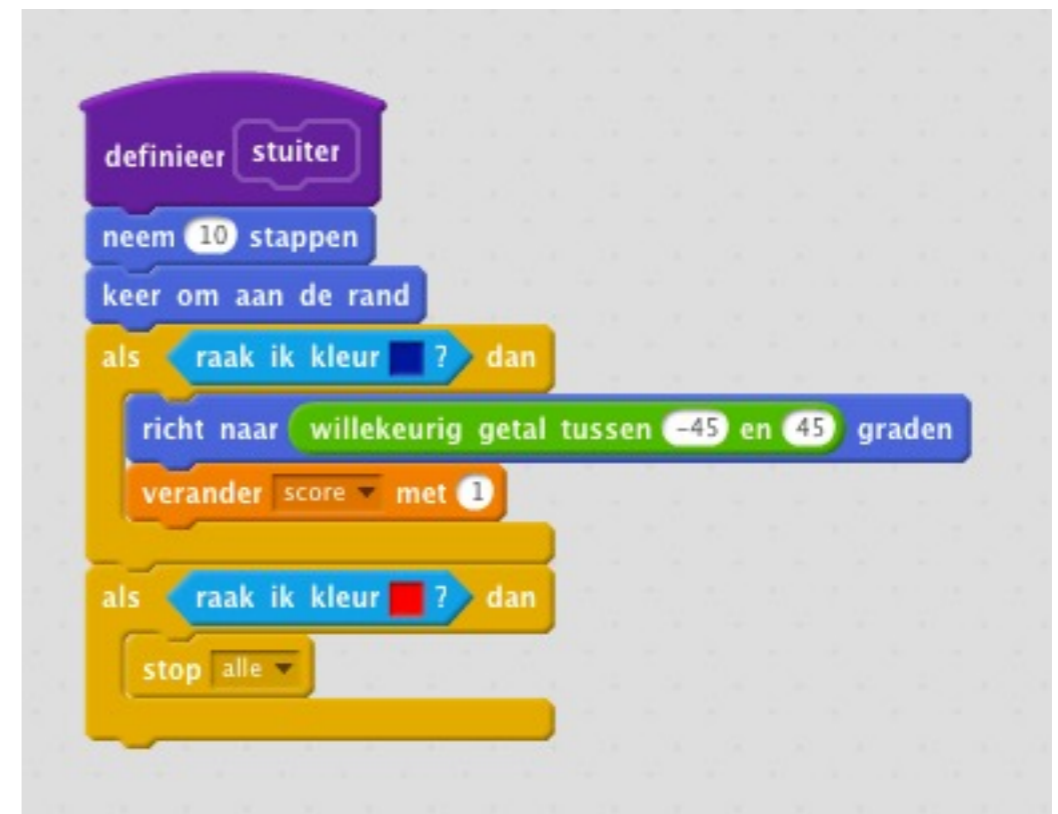 definieer stuiter
neem 10 stappen
keer om aan de rand
als raak ik kleur ? dan
richt naar willekeurig getal tussen -45 en 45 graden
verander score met 1
als raak ik kleur ? dan
stop alle